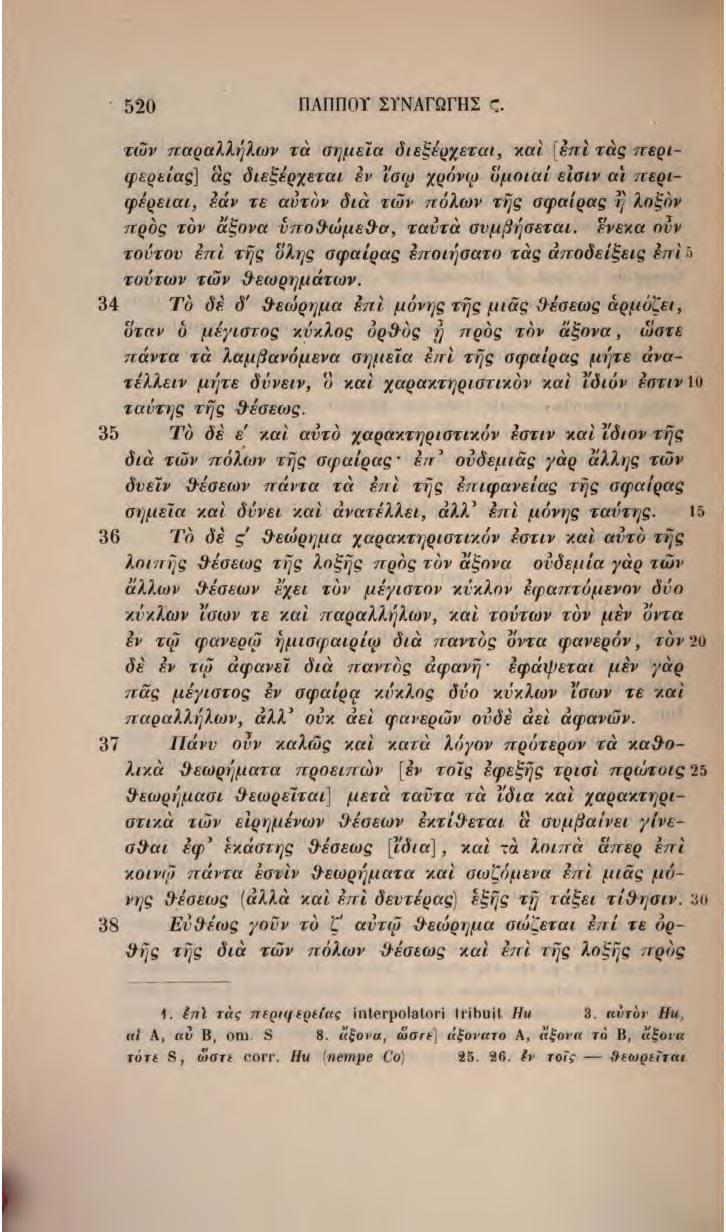 520 ΠΑΠΠΟΥ ΣΥΝΑΓΩΓΗΣ ϛ.
τῶν παραλλήλων τὰ σημεῖα διεξέρχεται, καὶ [ἐπὶ τὰς περι-
φερείας] ἃς διεξέρχεται ἐν ἴσῳ χρόνῳ ὅμοιαί εἰσιν αἱ περι-
φέρειαι, ἐάν τε αὐτὸν διὰ τῶν πόλων τῆς σφαίρας ἢ λοξὸν
πρὸς τὸν ἄξονα ὑποθώμεθα, ταὐτὰ συμβήσεται. ἕνεκα οὖν
τούτου ἐπὶ τῆς ὅλης σφαίρας ἐποιήσατο τὰς ἀποδείξεις ἐπὶ 5
τούτων τῶν θεωρημάτων.
34 Τὸ δὲ δʹ θεώρημα ἐπὶ μόνης τῆς μιᾶς θέσεως ἁρμόζει,
ὅταν ὁ μέγιστος κύκλος ὀρθὸς ᾖ πρὸς τὸν ἄξονα, ὥστε
πάντα τὰ λαμβανόμενα σημεῖα ἐπὶ τῆς σφαίρας μήτε ἀνα-
τέλλειν μήτε δύνειν, ὃ καὶ χαρακτηριστικὸν καὶ ἴδιόν ἐστιν 10
ταύτης τῆς θέσεως.
35 Τὸ δὲ εʹ καὶ αὐτὸ χαρακτηριστικόν ἐστιν καὶ ἴδιον τῆς
διὰ τῶν πόλων τῆς σφαίρας· ἐπ’ οὐδεμιᾶς γὰρ ἄλλης τῶν
δυεῖν θέσεων πάντα τὰ ἐπὶ τῆς ἐπιφανείας τῆς σφαίρας
σημεῖα καὶ δύνει καὶ ἀνατέλλει, ἀλλ’ ἐπὶ μόνης ταύτης. 15
36 Τὸ δὲ ϛʹ θεώρημα χαρακτηριστικόν ἐστιν καὶ αὐτὸ τῆς
λοιπῆς θέσεως τῆς λοξῆς πρὸς τὸν ἄξονα οὐδεμία γὰρ τῶν
ἄλλων θέσεων ἔχει τὸν μέγιστον κύκλον ἐφαπτόμενον δύο
κύκλων ἴσων τε καὶ παραλλήλων, καὶ τούτων τὸν μὲν ὄντα
ἐν τῷ φανερῷ ἡμισφαιρίῳ διὰ παντὸς ὄντα φανερόν, τὸν 20
δὲ ἐν τῷ ἀφανεῖ διὰ παντὸς ἀφανῆ· ἐφάψεται μὲν γὰρ
πᾶς μέγιστος ἐν σφαίρᾳ κύκλος δύο κύκλων ἴσων τε καὶ
παραλλήλων, ἀλλ’ οὐκ ἀεὶ φανερῶν οὐδὲ ἀεὶ ἀφανῶν.
37 Πάνυ οὖν καλῶς καὶ κατὰ λόγον πρότερον τὰ καθο-
λικὰ θεωρήματα προειπὼν [ἐν τοῖς ἐφεξῆς τρισὶ πρώτοις 25
θεωρήμασι θεωρεῖται] μετὰ ταῦτα τὰ ἴδια καὶ χαρακτηρι-
στικὰ τῶν εἰρημένων θέσεων ἐκτίθεται ἃ συμβαίνει γίνε-
σθαι ἐφ’ ἑκάστης θέσεως [ἴδια], καὶ τὰ λοιπὰ ἅπερ ἐπὶ
κοινῷ πάντα ἐστὶν θεωρήματα καὶ σωζόμενα ἐπὶ μιᾶς μό-
νης θέσεως (ἀλλὰ καὶ ἐπὶ δευτέρας) ἑξῆς τῇ τάξει τίθησιν. 30
38 Εὐθέως γοῦν τὸ ζʹ αὐτῷ θεώρημα σώζεται ἐπί τε ὀρ-
θῆς τῆς διὰ τῶν πόλων θέσεως καὶ ἐπὶ τῆς λοξῆς πρὸς
1. ἐπὶ τὰς περιφερείας interpolatori tribuit Hu 3. αὐτὸν Hu,
αἱ A, αὐ B, om. S 8. ἄξονα, ὥστε] ἀξονατο A, ἄξονα τὸ B, ἄξονα
τότε S, ὥστε corr. Hu (nempe Co) 25. 26. ἐν τοῖς — θεωρεῖται